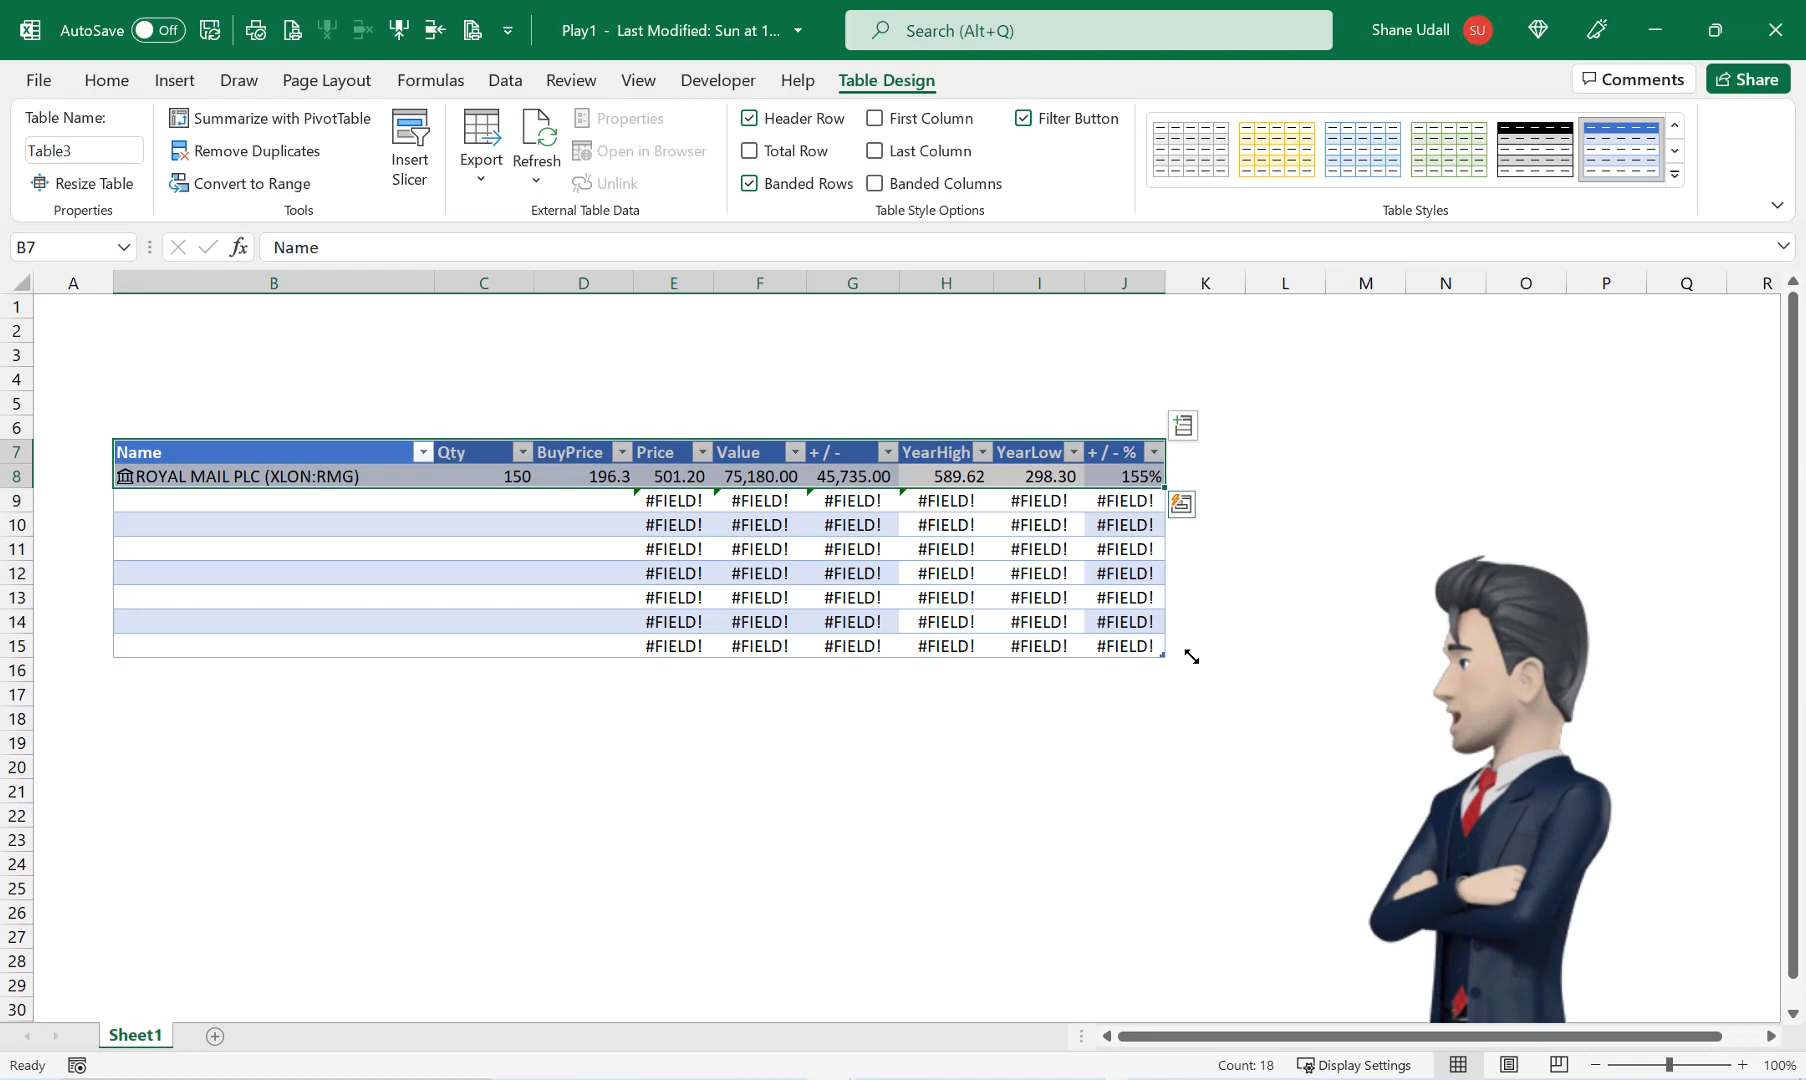 AutoSave Off Play1 - Last Modified: Sun at 1... Search (Alt+Q) Shane Udall SU
File Home Insert Draw Page Layout Formulas Data Review View Developer Help Table Design Comments Share
Table Name:
Table3
Resize Table
Properties
Summarize with PivotTable
Remove Duplicates
Convert to Range
Tools
Insert
Slicer
Export
Refresh
Properties
Open in Browser
Unlink
External Table Data
Header Row First Column Filter Button
Total Row Last Column
Banded Rows Banded Columns
Table Style Options
Table Styles
B7 fx Name
A B C D E F G H I J K L M N O P Q R
1
2
3
4
5
6
7 Name Qty BuyPrice Price Value + / - YearHigh YearLow + / - %
8 ROYAL MAIL PLC (XLON:RMG) 150 196.3 501.20 75,180.00 45,735.00 589.62 298.30 155%
9 #FIELD! #FIELD! #FIELD! #FIELD! #FIELD! #FIELD!
10 #FIELD! #FIELD! #FIELD! #FIELD! #FIELD! #FIELD!
11 #FIELD! #FIELD! #FIELD! #FIELD! #FIELD! #FIELD!
12 #FIELD! #FIELD! #FIELD! #FIELD! #FIELD! #FIELD!
13 #FIELD! #FIELD! #FIELD! #FIELD! #FIELD! #FIELD!
14 #FIELD! #FIELD! #FIELD! #FIELD! #FIELD! #FIELD!
15 #FIELD! #FIELD! #FIELD! #FIELD! #FIELD! #FIELD!
16
17
18
19
20
21
22
23
24
25
26
27
28
29
30
Sheet1
Ready Count: 18 Display Settings 100%